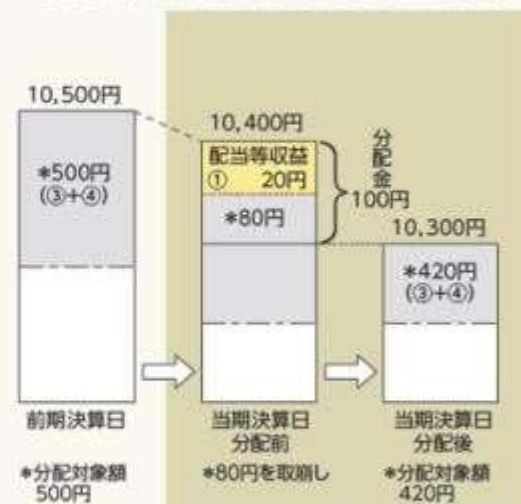 10,500円
*500円
(③+④)
前期決算日
*分配対象額
500円
10,400円
配当等収益
① 20円
*80円
分配金
100円
当期決算日
分配前
*80円を取崩し
10,300円
*420円
(③+④)
当期決算日
分配後
*分配対象額
420円